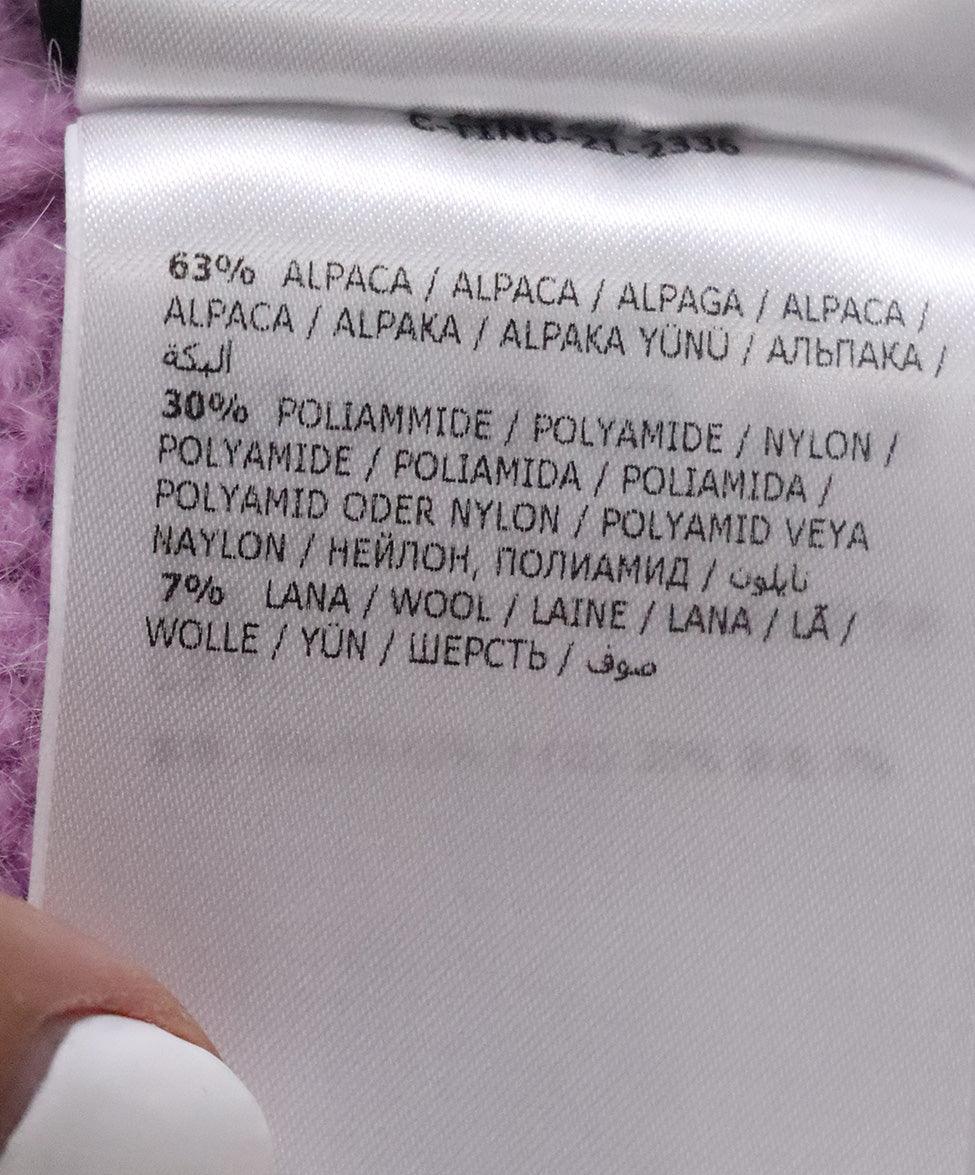 63% ALPACA / ALPACA / ALPAGA / ALPACA /
ALPACA / ALPAKA / ALPAKA YÜNÜ / АЛЬПАКА /
ألبكة
30% POLIAMMIDE / POLYAMIDE / NYLON /
POLYAMIDE / POLIAMIDA / POLIAMIDA /
POLYAMID ODER NYLON / POLYAMID VEYA
NAYLON / НЕЙЛОН, ПОЛИАМИД / نايلون
7% LANA / WOOL / LAINE / LANA / LÃ /
WOLLE / YÜN / ШЕРСТЬ / صوف